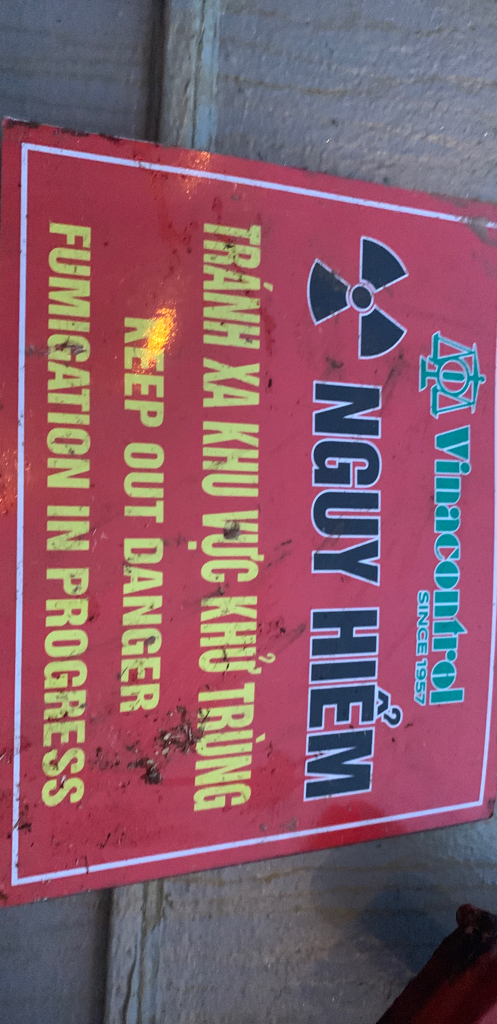 Vinacontrol
SINCE 1957
NGUY HIỂM
TRÁNH XA KHU VỰC KHỬ TRÙNG
KEEP OUT DANGER
FUMIGATION IN PROGRESS